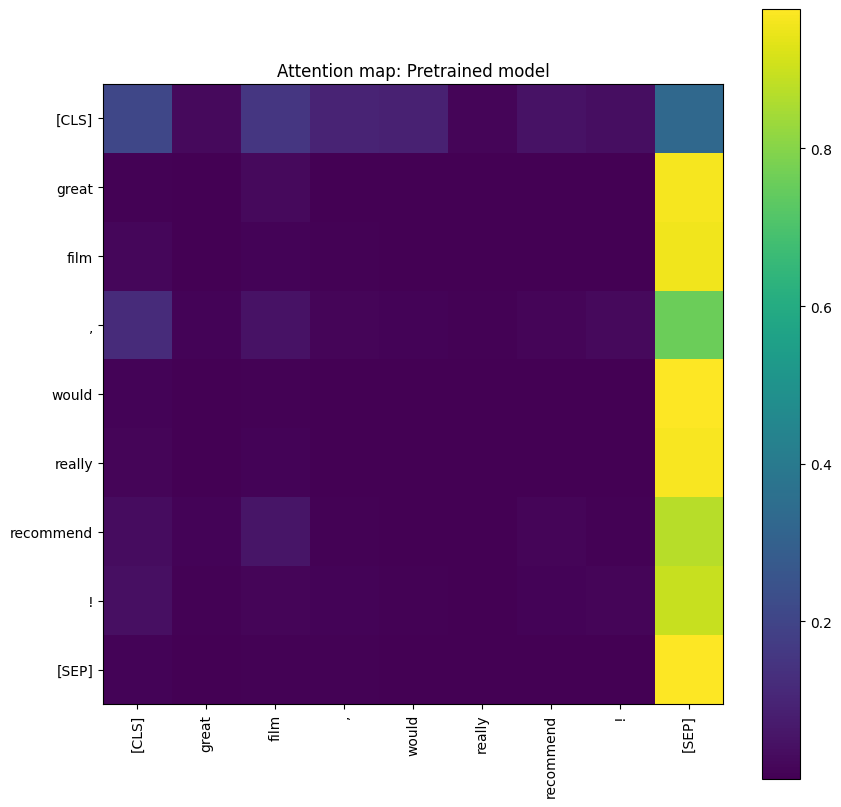 Attention map: Pretrained model
[CLS]
great
film
,
would
really
recommend
!
[SEP]
[CLS]
great
film
,
would
really
recommend
!
[SEP]
0.8
0.6
0.4
0.2